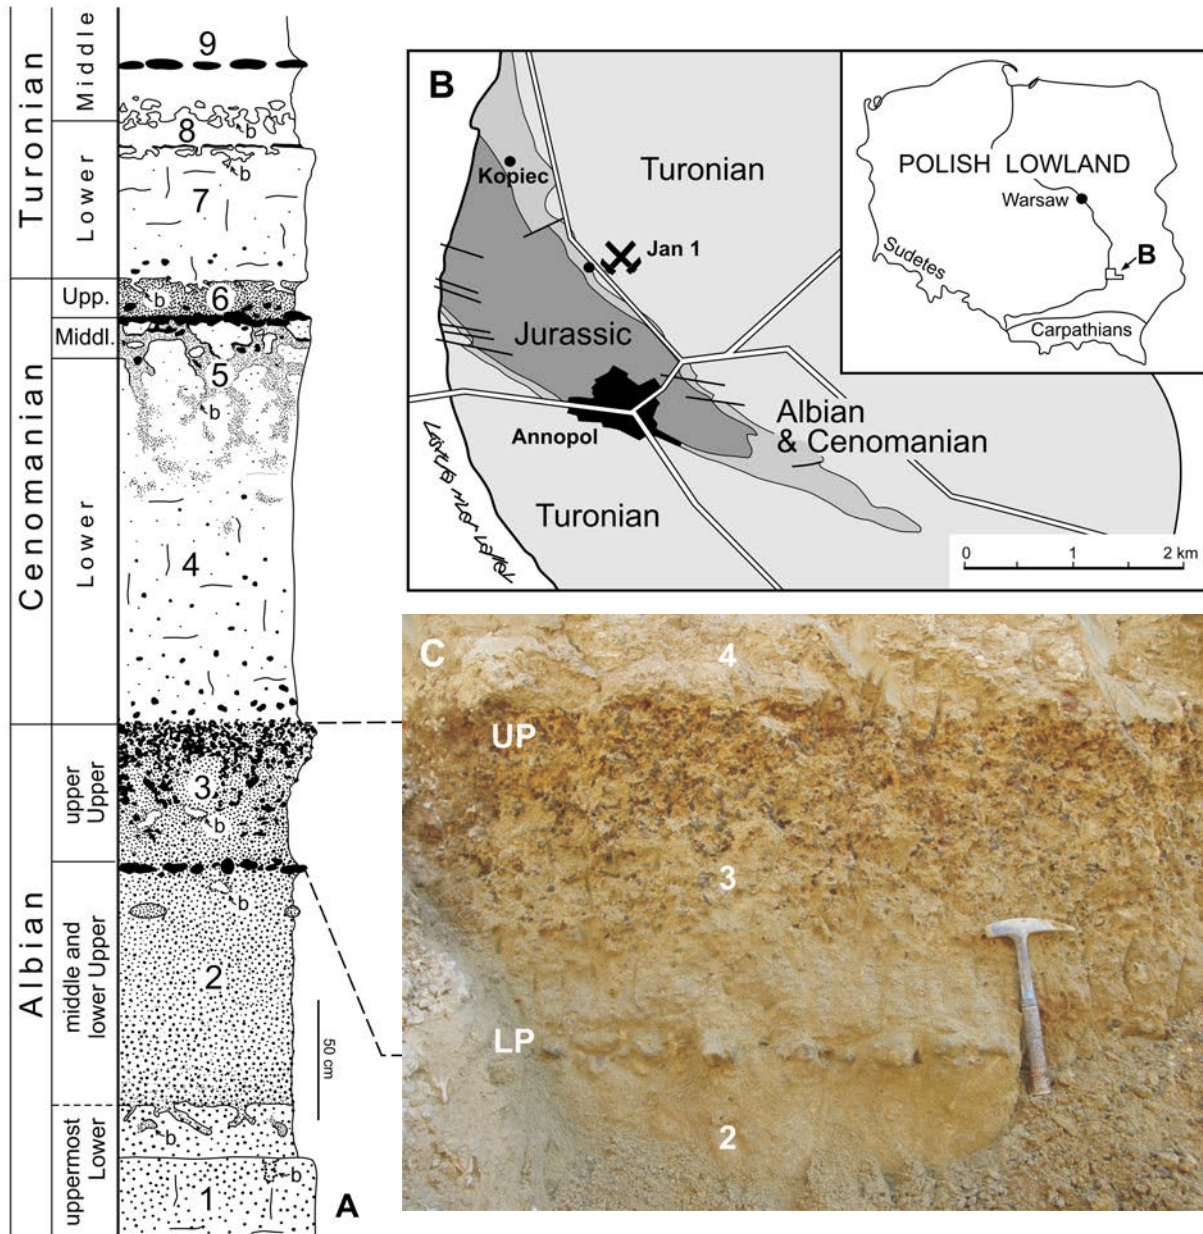 Turonian
Middle
Lower
9
8
b
b
7
Cenomanian
Upp.
Middl.
Lower
b
6
5
b
4
Albian
upper
Upper
middle and
lower Upper
uppermost
Lower
3
b
b
2
50 cm
b
b
1
A
B
Kopiec
Turonian
Jan 1
Jurassic
Annopol
Albian
& Cenomanian
Turonian
0 1 2 km
POLISH LOWLAND
Warsaw
B
Sudetes
Carpathians
C
4
UP
3
LP
2